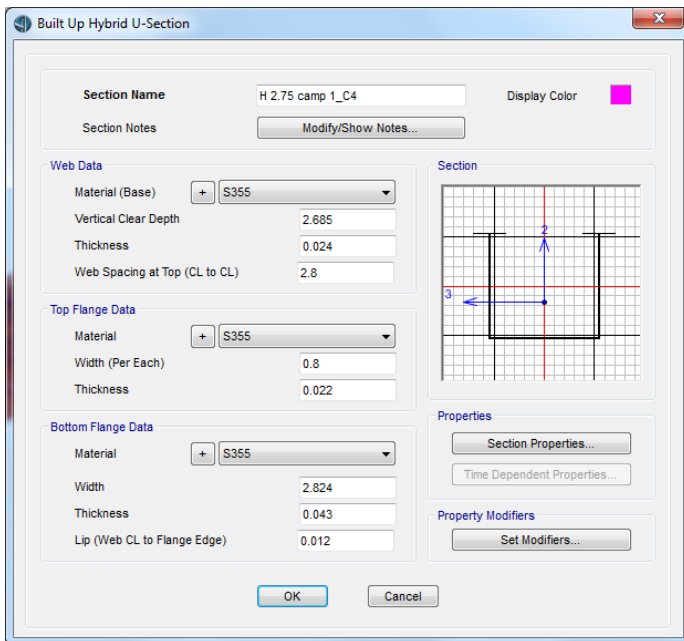 Built Up Hybrid U-Section
Section Name H 2.75 camp 1_C4 Display Color
Section Notes Modify/Show Notes...
Web Data
Material (Base) + S355
Vertical Clear Depth 2.685
Thickness 0.024
Web Spacing at Top (CL to CL) 2.8
Top Flange Data
Material + S355
Width (Per Each) 0.8
Thickness 0.022
Bottom Flange Data
Material + S355
Width 2.824
Thickness 0.043
Lip (Web CL to Flange Edge) 0.012
Section
2
3
Properties
Section Properties...
Time Dependent Properties...
Property Modifiers
Set Modifiers...
OK Cancel